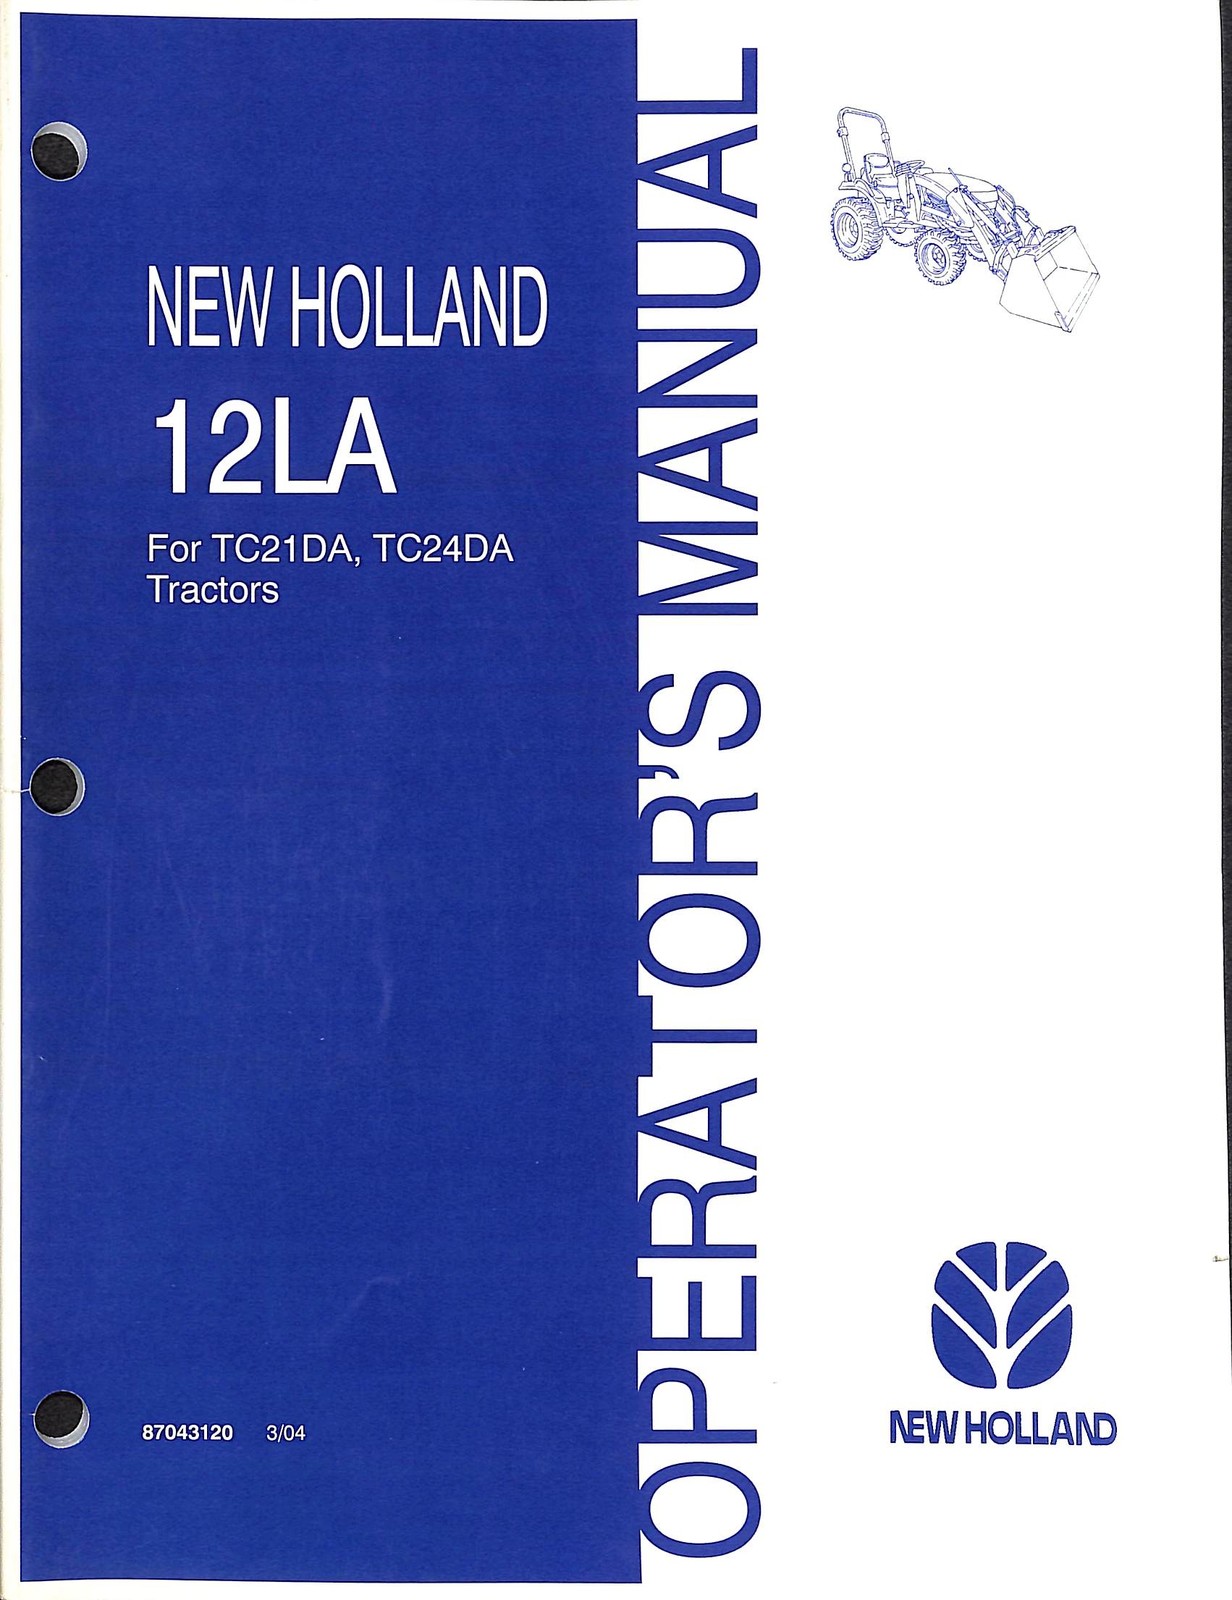 NEW HOLLAND
12LA
For TC21DA, TC24DA
Tractors
87043120 3/04
OPERATOR'S MANUAL
NEW HOLLAND